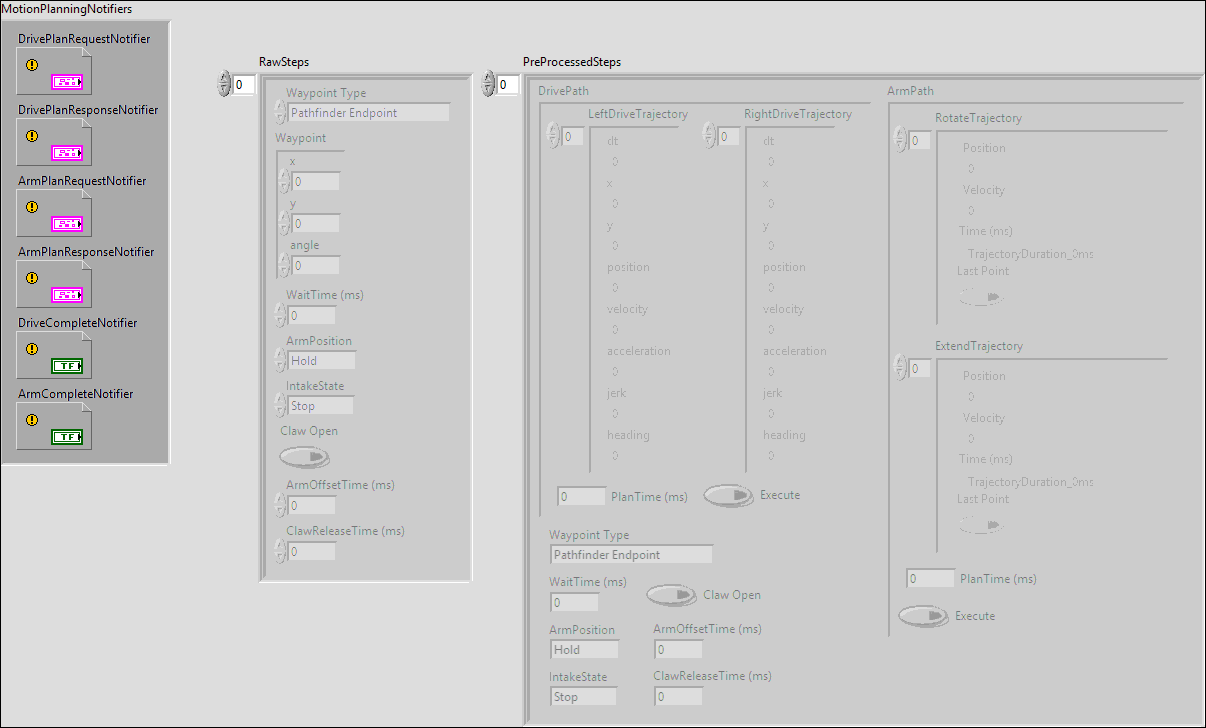 MotionPlanningNotifiers
DrivePlanRequestNotifier
DrivePlanResponseNotifier
ArmPlanRequestNotifier
ArmPlanResponseNotifier
DriveCompleteNotifier
TF
ArmCompleteNotifier
TF
RawSteps
0
Waypoint Type
Pathfinder Endpoint
Waypoint
x
0
y
0
angle
0
WaitTime (ms)
0
ArmPosition
Hold
IntakeState
Stop
Claw Open
ArmOffsetTime (ms)
0
ClawReleaseTime (ms)
0
PreProcessedSteps
0
DrivePath
LeftDriveTrajectory
0
dt
0
x
0
y
0
position
0
velocity
0
acceleration
0
jerk
0
heading
0
RightDriveTrajectory
0
dt
0
x
0
y
0
position
0
velocity
0
acceleration
0
jerk
0
heading
0
0 PlanTime (ms) Execute
Waypoint Type
Pathfinder Endpoint
WaitTime (ms)
0
Claw Open
ArmPosition
Hold
ArmOffsetTime (ms)
0
IntakeState
Stop
ClawReleaseTime (ms)
0
ArmPath
RotateTrajectory
0
Position
0
Velocity
0
Time (ms)
TrajectoryDuration_0ms
Last Point
ExtendTrajectory
0
Position
0
Velocity
0
Time (ms)
TrajectoryDuration_0ms
Last Point
0 PlanTime (ms)
Execute